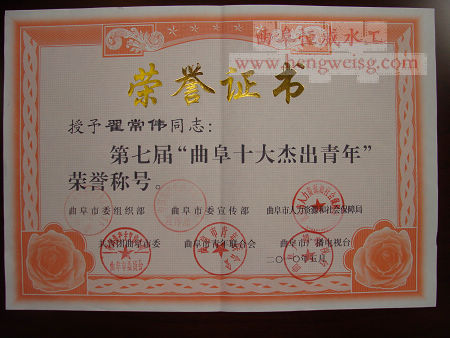 曲阜恒威水工
www.hengweisg.com
荣誉证书
授予翟常伟同志：
第七届“曲阜十大杰出青年”
荣誉称号。
曲阜市委组织部 曲阜市委宣传部 曲阜市人力资源和社会保障局
共青团曲阜市委 曲阜市青年联合会 曲阜市广播电视台
二〇一〇年五月